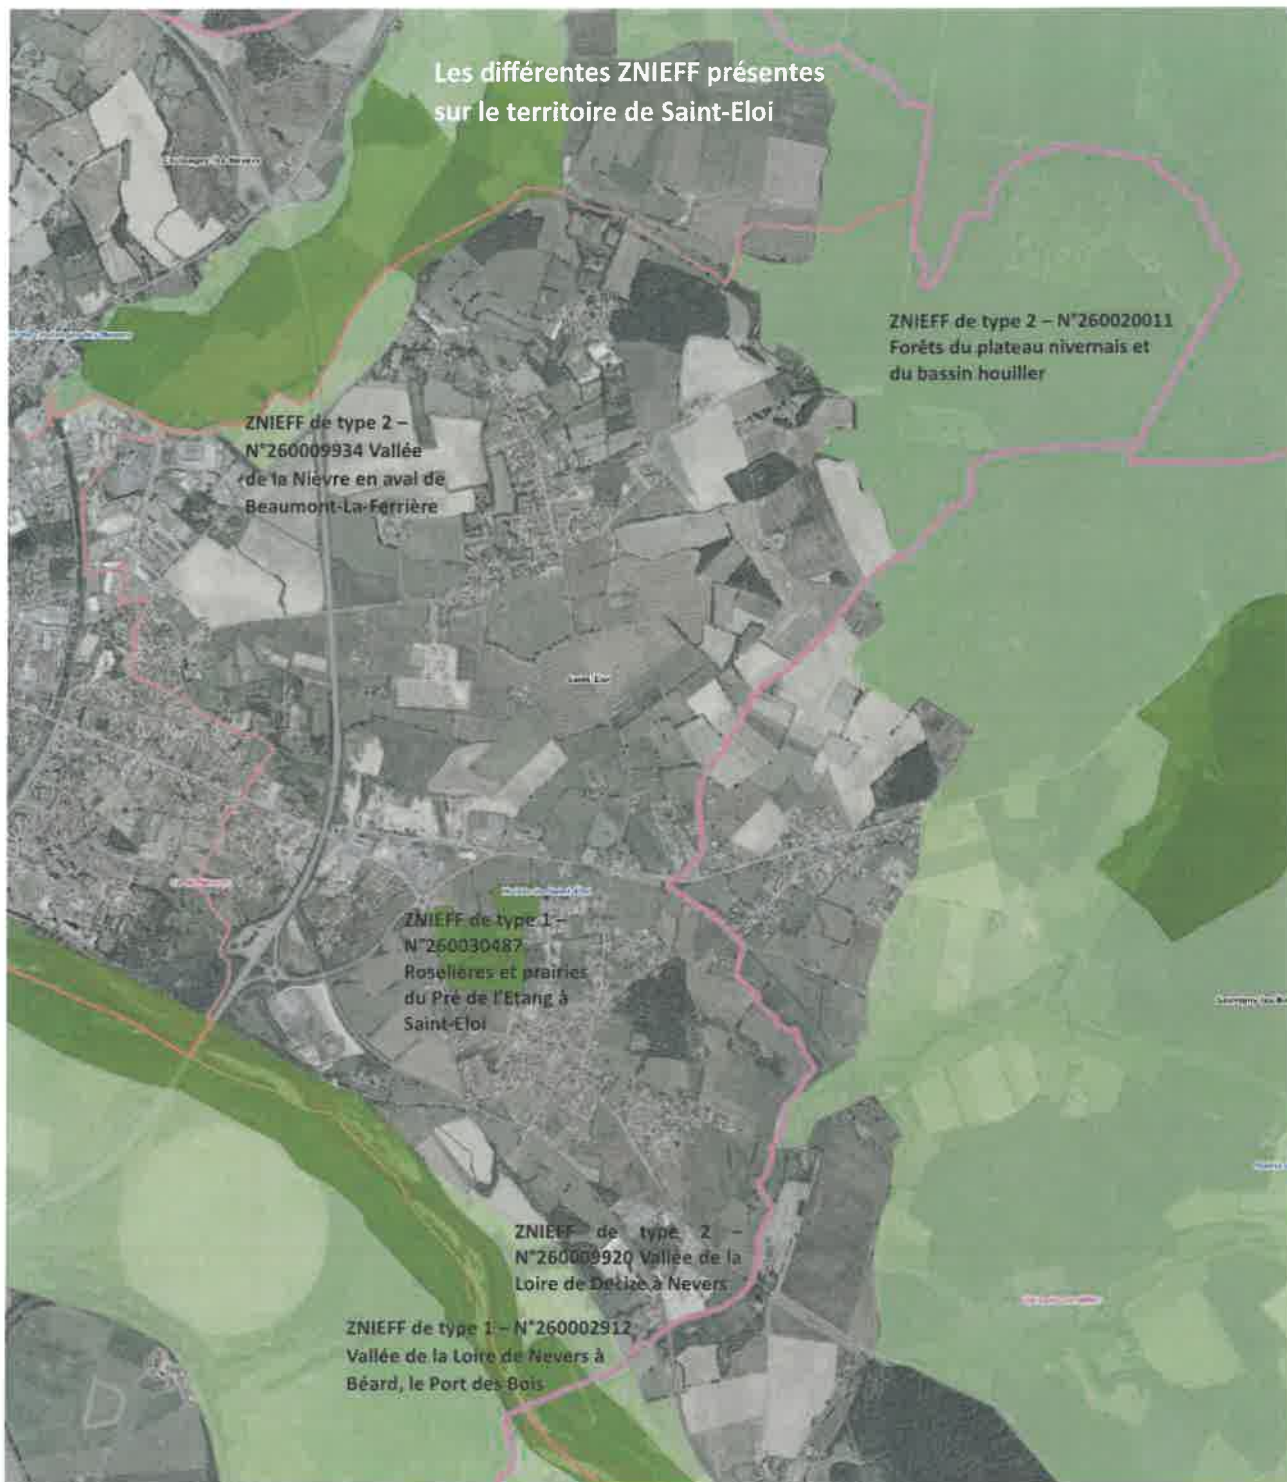 Les différentes ZNIEFF présentes
sur le territoire de Saint-Eloi
ZNIEFF de type 2 – N°260020011
Forêts du plateau nivernais et
du bassin houiller
ZNIEFF de type 2 –
N°260009934 Vallée
de la Nièvre en aval de
Beaumont-La-Ferrière
Saint-Eloi
ZNIEFF de type 1 –
N°260030487
Roselières et prairies
du Pré de l'Etang à
Saint-Eloi
ZNIEFF de type 2 –
N°260009920 Vallée de la
Loire de Decize à Nevers
ZNIEFF de type 1 – N°260002912
Vallée de la Loire de Nevers à
Béard, le Port des Bois